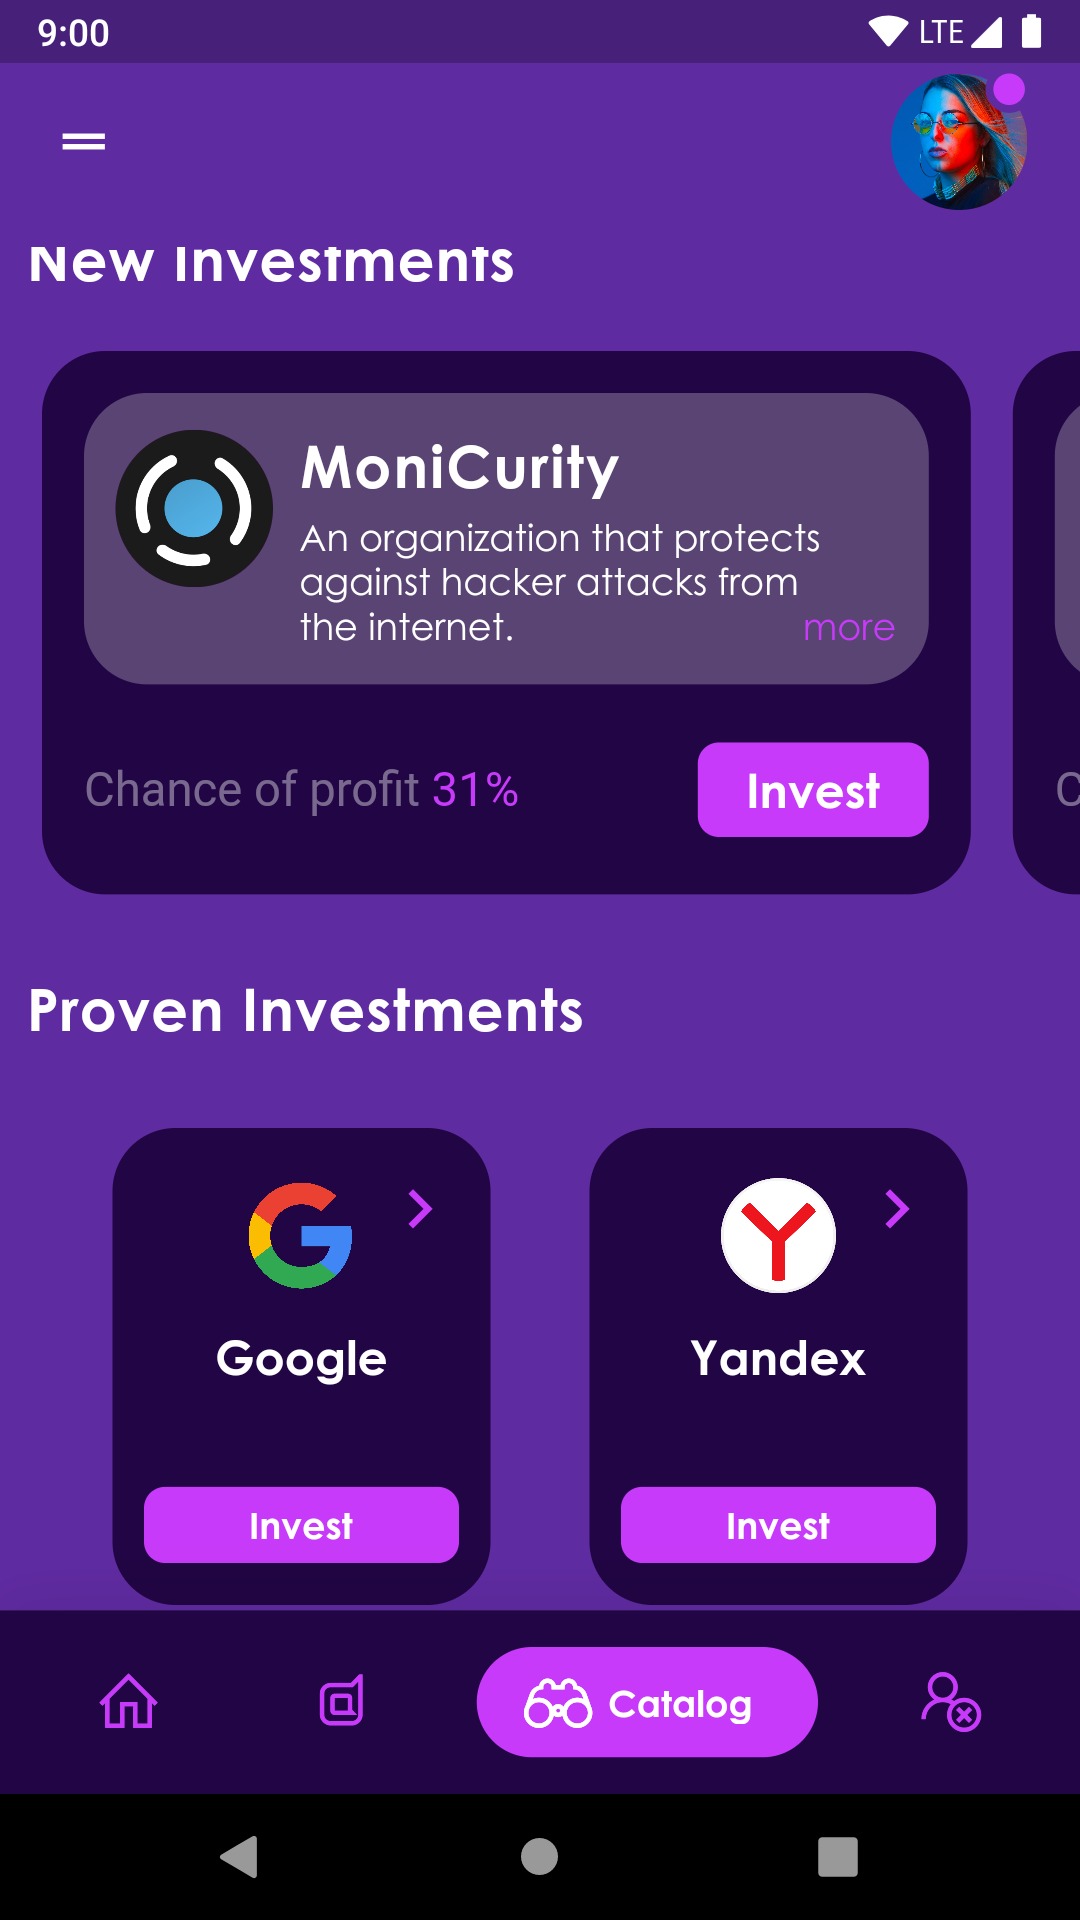 9:00
LTE
New Investments
MoniCurity
An organization that protects
against hacker attacks from
the internet.
more
Chance of profit 31%
Invest
Proven Investments
Google
Yandex
Invest
Invest
Catalog